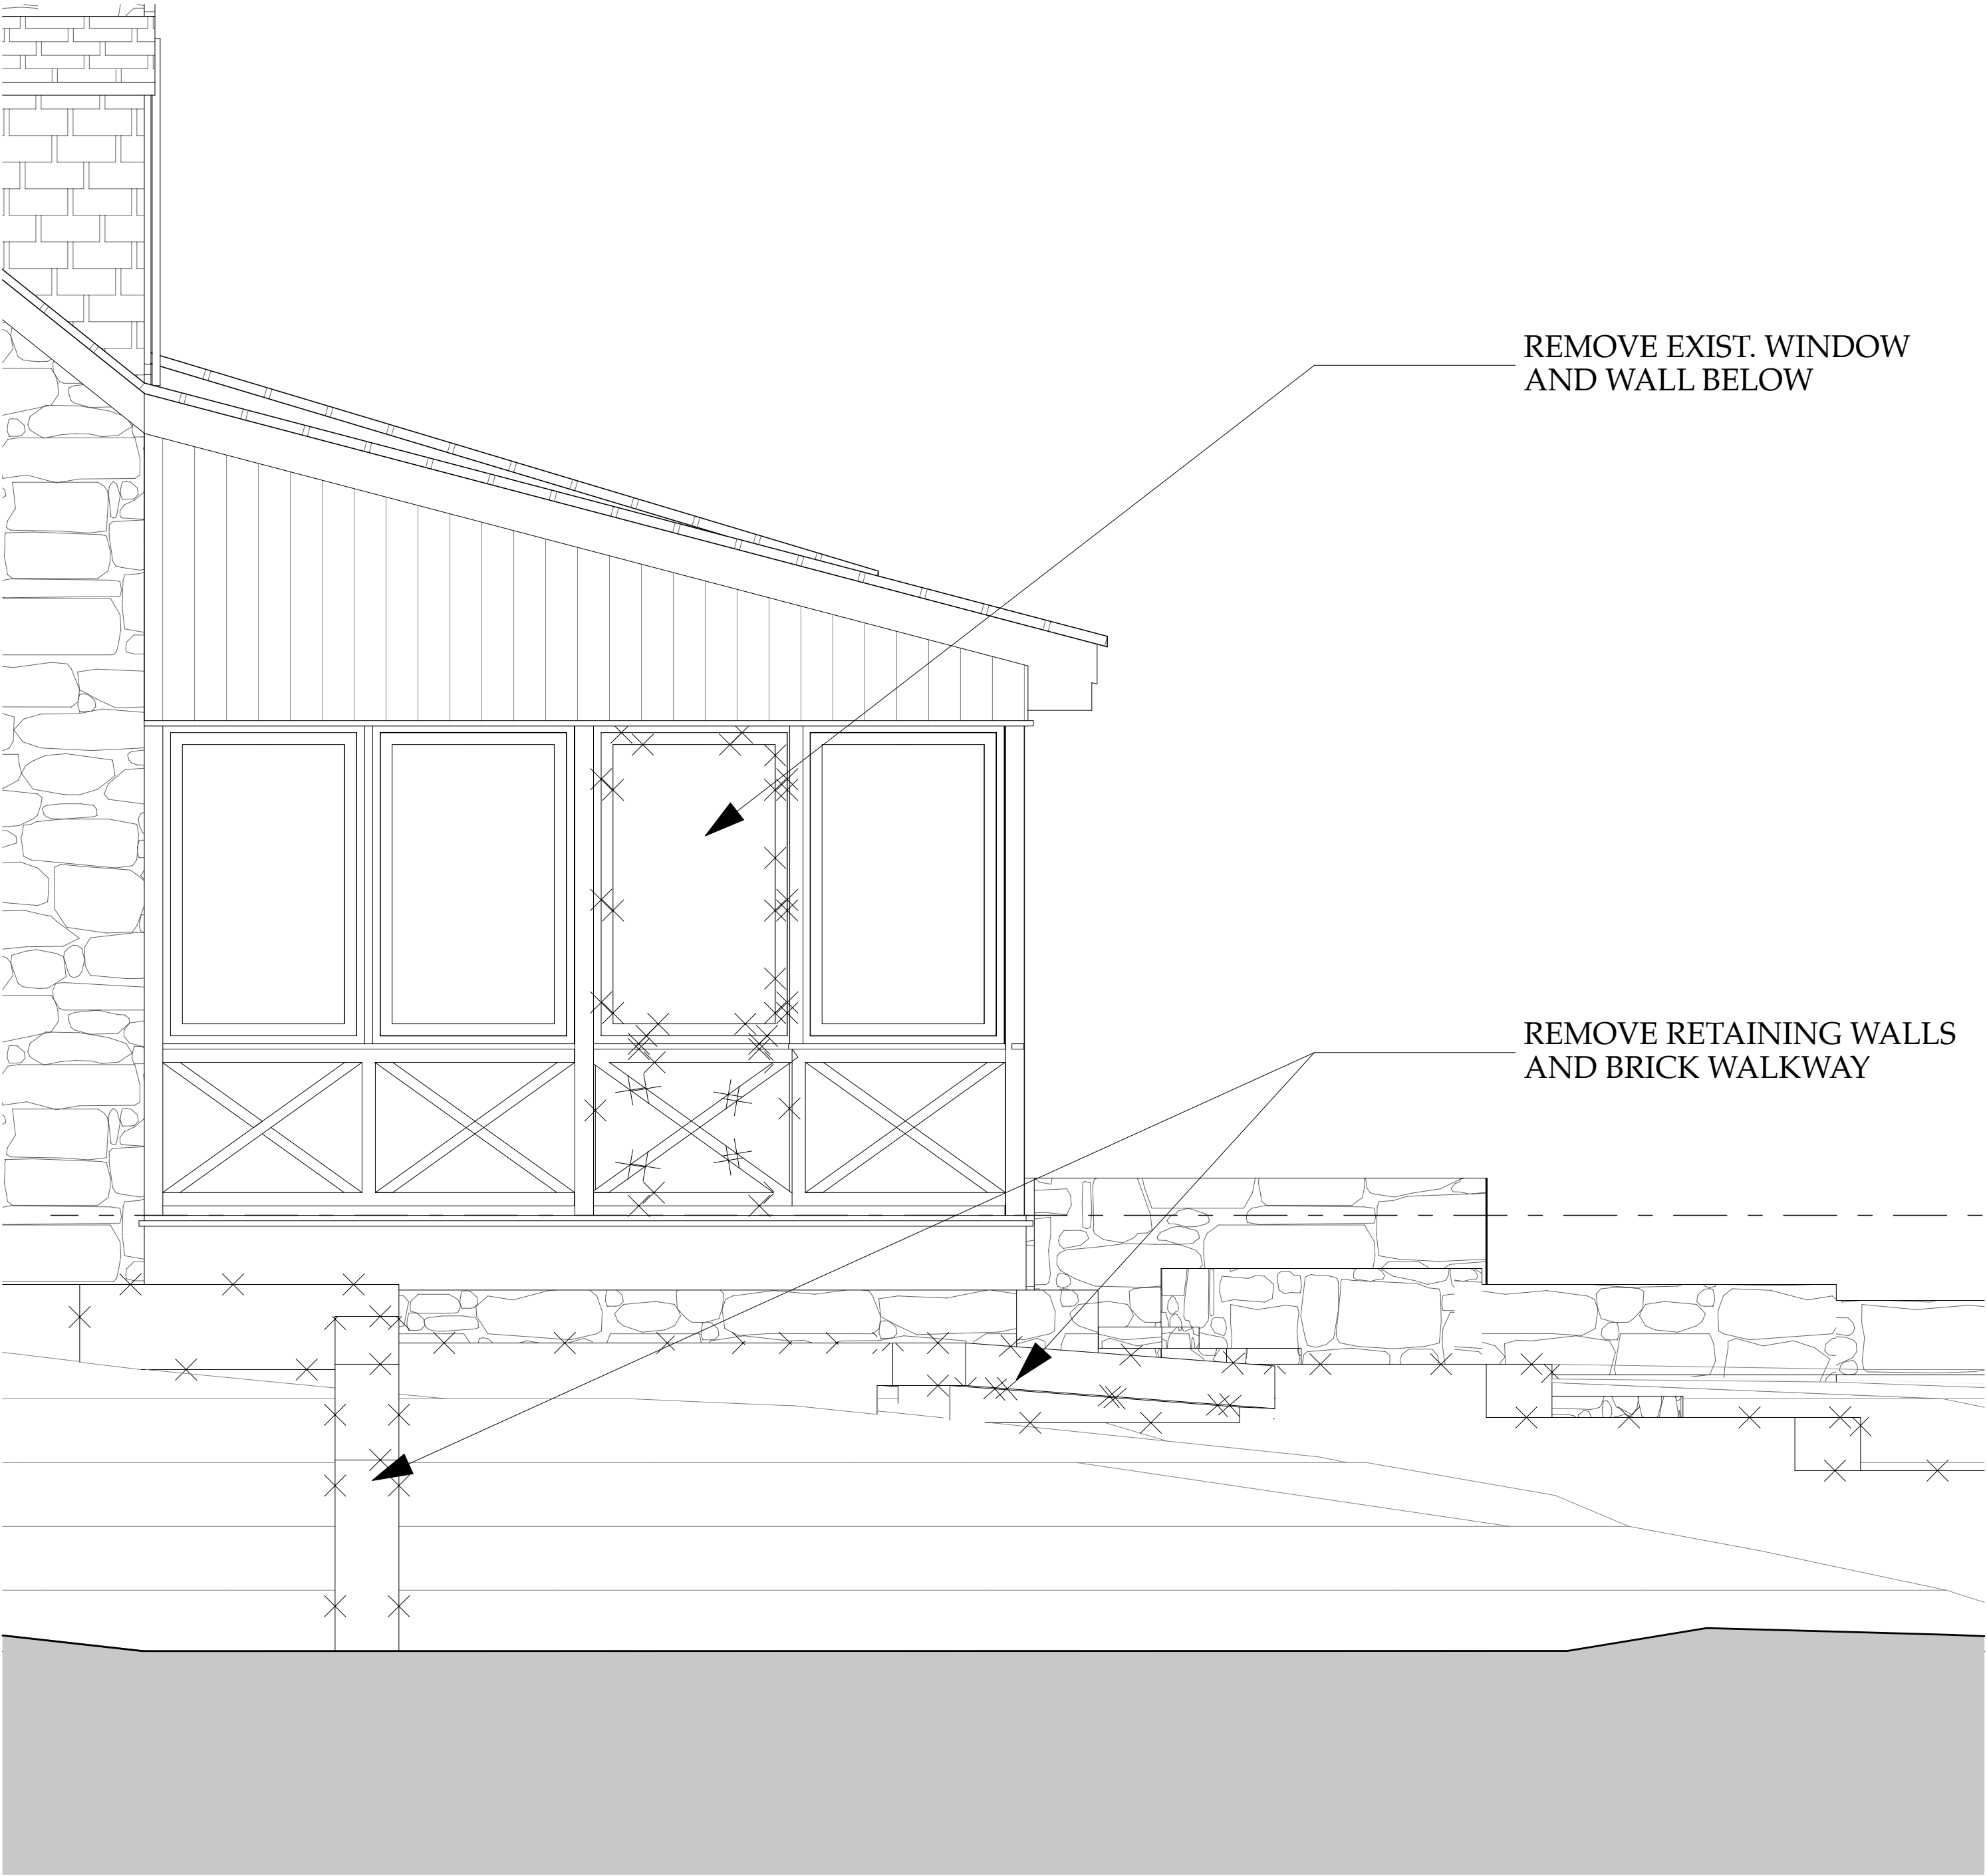 REMOVE EXIST. WINDOW
AND WALL BELOW
REMOVE RETAINING WALLS
AND BRICK WALKWAY